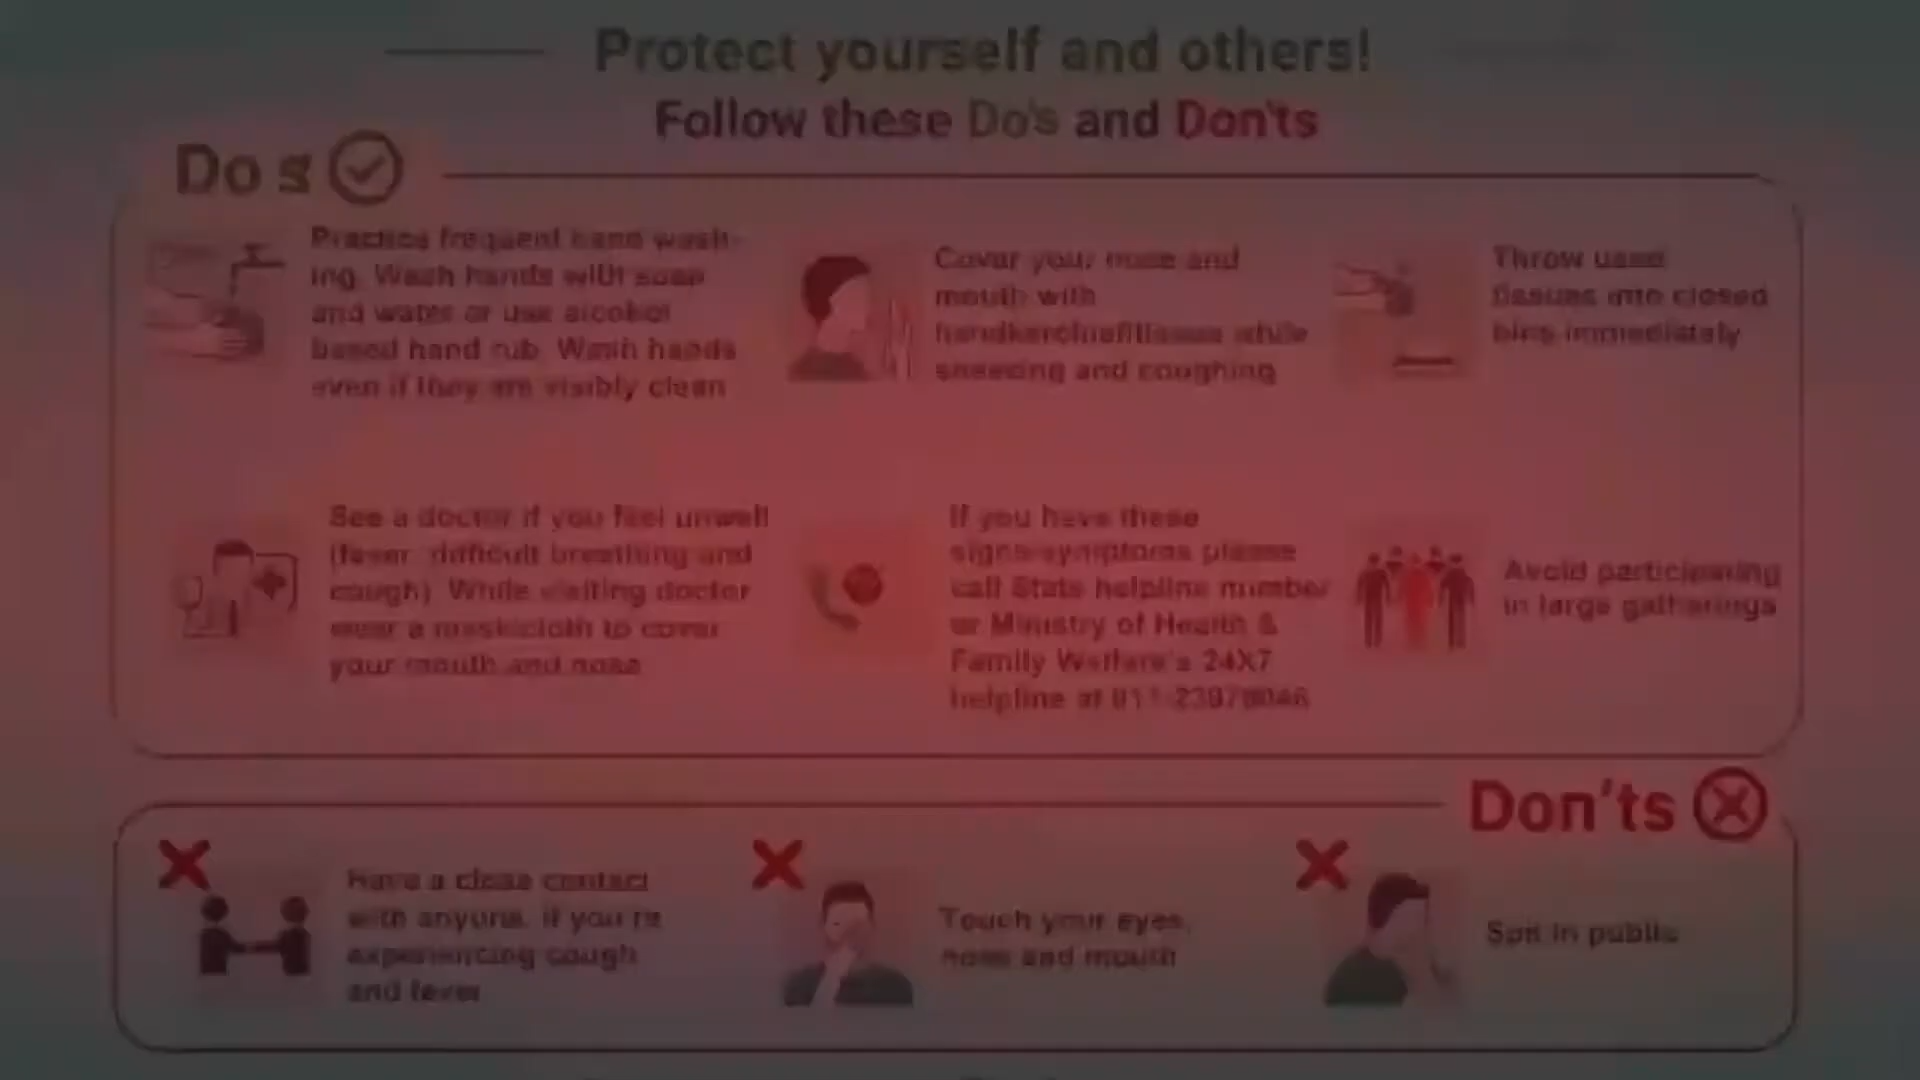 Protect yourself and others!
Follow these Do's and Don'ts
Do s
Practice frequent hand wash-
ing. Wash hands with soap
and water or use alcohol
based hand rub. Wash hands
even if they are visibly clean
Cover your nose and
mouth with
handkerchief/tissue while
sneezing and coughing
Throw used
tissues into closed
bins immediately
See a doctor if you feel unwell
(fever, difficult breathing and
cough). While visiting doctor
wear a mask/cloth to cover
your mouth and nose
If you have these
signs/symptoms please
call State helpline number
or Ministry of Health &
Family Welfare's 24X7
helpline at 011-23978046
Avoid participating
in large gatherings
Don'ts
Have a close contact
with anyone, if you're
experiencing cough
and fever
Touch your eyes,
nose and mouth
Spit in public